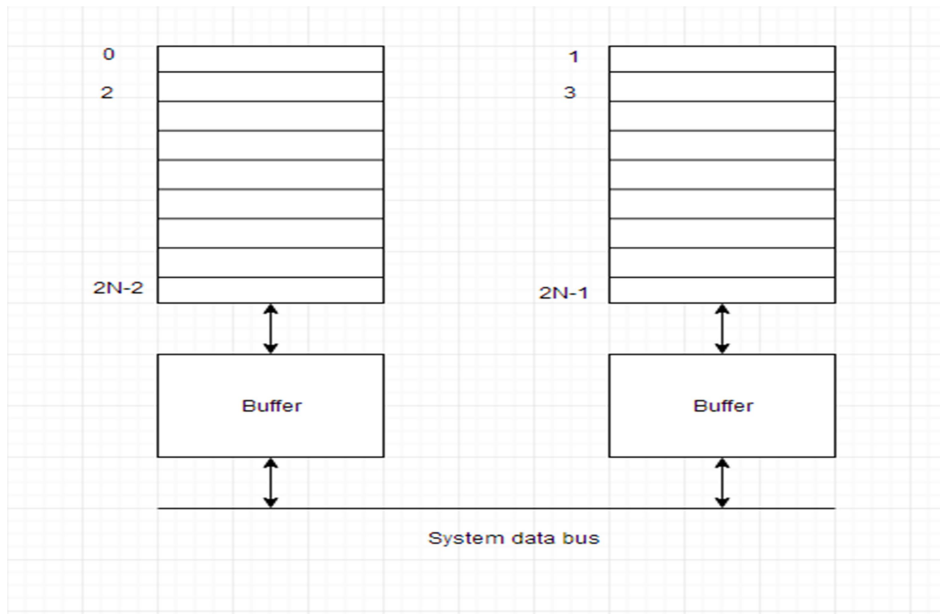 0
1
2
3
2N-2
2N-1
Buffer
Buffer
System data bus